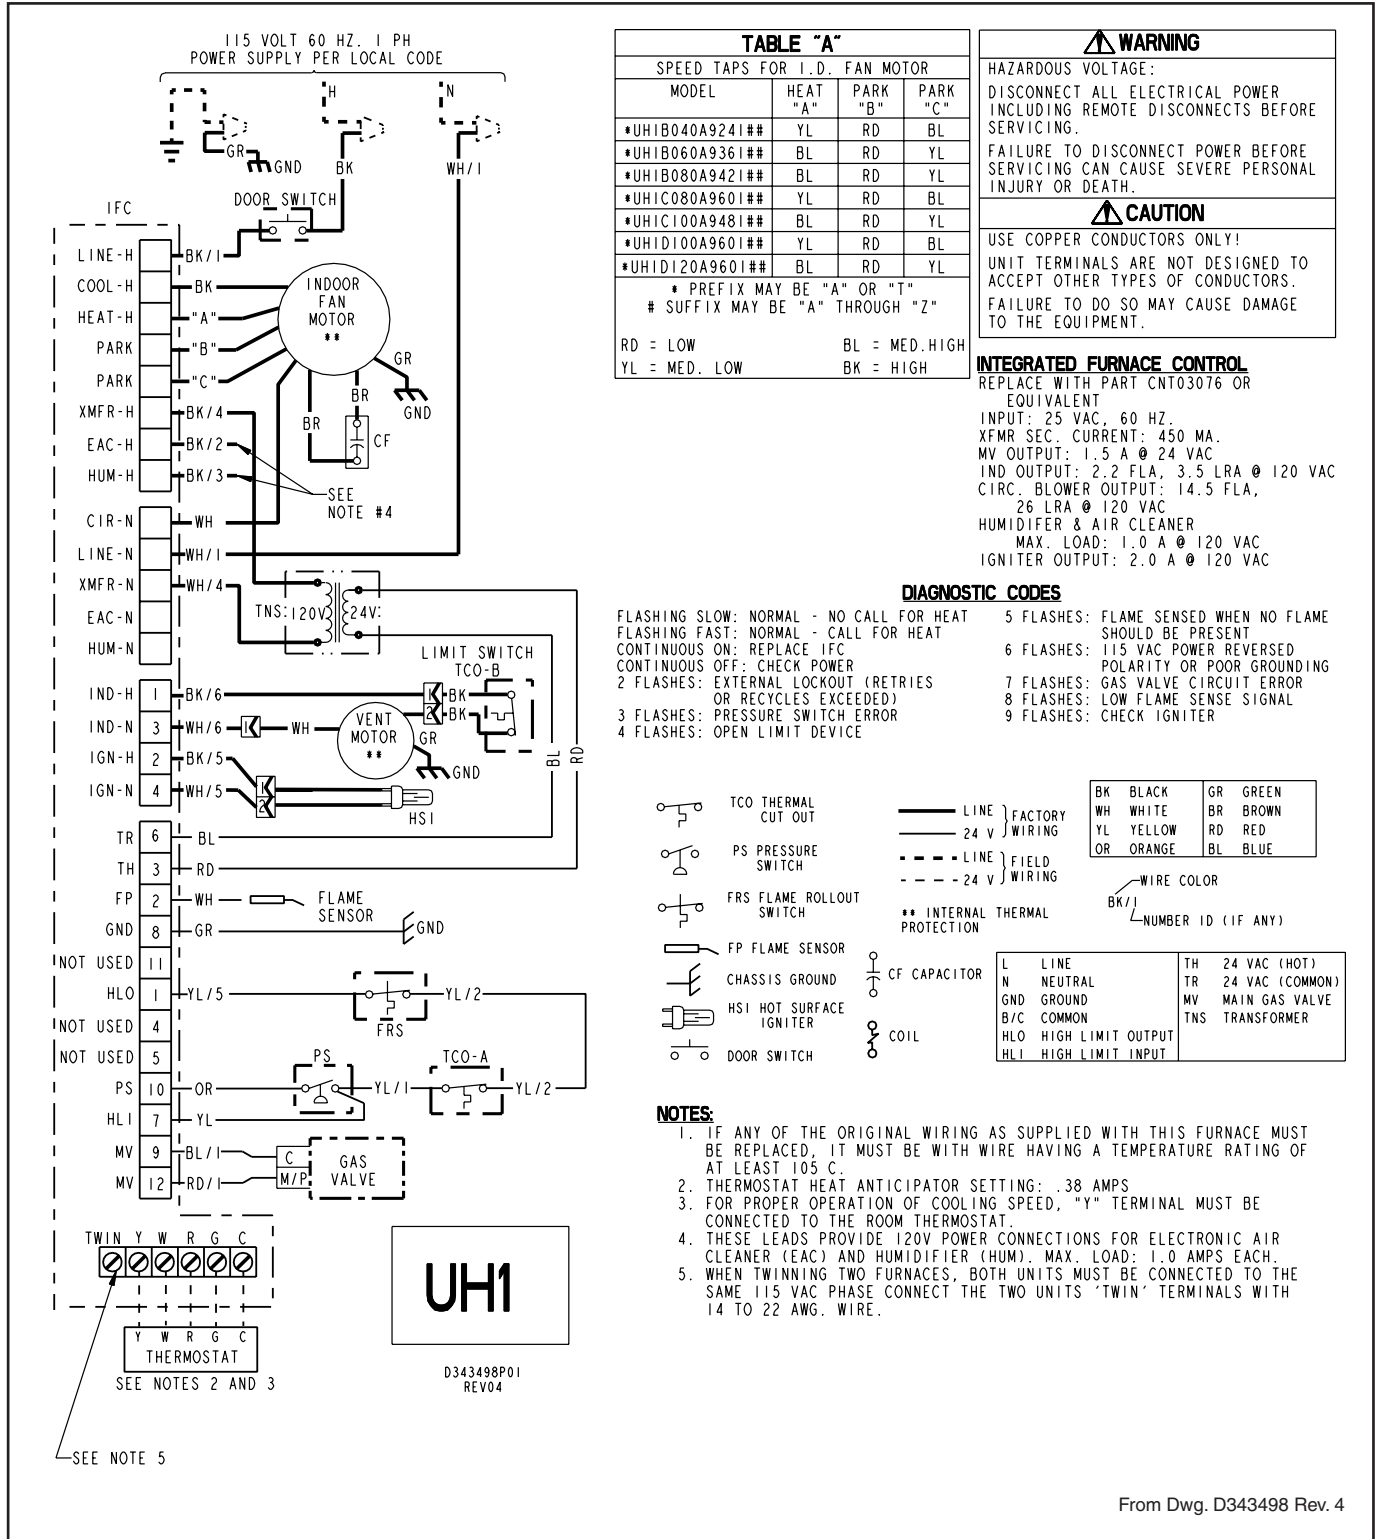 115 VOLT 60 HZ. 1 PH
POWER SUPPLY PER LOCAL CODE
H
N
GR
GND
BK
WH/1
DOOR SWITCH
IFC
LINE-H
BK/1
COOL-H
BK
HEAT-H
"A"
PARK
"B"
PARK
"C"
XMFR-H
BK/4
EAC-H
BK/2
HUM-H
BK/3
INDOOR
FAN
MOTOR
**
GR
GND
BR
BR
CF
SEE
NOTE #4
CIR-N
WH
LINE-N
WH/1
XMFR-N
WH/4
EAC-N
HUM-N
TNS:
120V
24V
LIMIT SWITCH
TCO-B
IND-H 1 BK/6
1 BK
2 BK
IND-N 3 WH/6 1 WH
VENT
MOTOR
**
GR
GND
IGN-H 2 BK/5
IGN-N 4 WH/5
1
2
HSI
BL
RD
TR 6 BL
TH 3 RD
FP 2 WH
FLAME
SENSOR
GND 8 GR
GND
NOT USED 11
HLO 1 YL/5
FRS
YL/2
NOT USED 4
NOT USED 5
PS
TCO-A
PS 10 OR
YL/1
YL/2
HLI 7 YL
MV 9 BL/1
C
MV 12 RD/1
M/P
GAS
VALVE
TWIN Y W R G C
Y W R G C
THERMOSTAT
SEE NOTES 2 AND 3
SEE NOTE 5
UH1
D343498P01
REV04
TABLE "A"
SPEED TAPS FOR I.D. FAN MOTOR
MODEL HEAT "A" PARK "B" PARK "C"
*UH1B040A9241## YL RD BL
*UH1B060A9361## BL RD YL
*UH1B080A9421## BL RD YL
*UH1C080A9601## YL RD BL
*UH1C100A9481## BL RD YL
*UH1D100A9601## YL RD BL
*UH1D120A9601## BL RD YL
* PREFIX MAY BE "A" OR "T"
# SUFFIX MAY BE "A" THROUGH "Z"
RD = LOW BL = MED.HIGH
YL = MED. LOW BK = HIGH
WARNING
HAZARDOUS VOLTAGE:
DISCONNECT ALL ELECTRICAL POWER
INCLUDING REMOTE DISCONNECTS BEFORE
SERVICING.
FAILURE TO DISCONNECT POWER BEFORE
SERVICING CAN CAUSE SEVERE PERSONAL
INJURY OR DEATH.
CAUTION
USE COPPER CONDUCTORS ONLY!
UNIT TERMINALS ARE NOT DESIGNED TO
ACCEPT OTHER TYPES OF CONDUCTORS.
FAILURE TO DO SO MAY CAUSE DAMAGE
TO THE EQUIPMENT.
INTEGRATED FURNACE CONTROL
REPLACE WITH PART CNT03076 OR
EQUIVALENT
INPUT: 25 VAC, 60 HZ.
XFMR SEC. CURRENT: 450 MA.
MV OUTPUT: 1.5 A @ 24 VAC
IND OUTPUT: 2.2 FLA, 3.5 LRA @ 120 VAC
CIRC. BLOWER OUTPUT: 14.5 FLA,
26 LRA @ 120 VAC
HUMIDIFER & AIR CLEANER
MAX. LOAD: 1.0 A @ 120 VAC
IGNITER OUTPUT: 2.0 A @ 120 VAC
DIAGNOSTIC CODES
FLASHING SLOW: NORMAL - NO CALL FOR HEAT
FLASHING FAST: NORMAL - CALL FOR HEAT
CONTINUOUS ON: REPLACE IFC
CONTINUOUS OFF: CHECK POWER
2 FLASHES: EXTERNAL LOCKOUT (RETRIES
OR RECYCLES EXCEEDED)
3 FLASHES: PRESSURE SWITCH ERROR
4 FLASHES: OPEN LIMIT DEVICE
5 FLASHES: FLAME SENSED WHEN NO FLAME
SHOULD BE PRESENT
6 FLASHES: 115 VAC POWER REVERSED
POLARITY OR POOR GROUNDING
7 FLASHES: GAS VALVE CIRCUIT ERROR
8 FLASHES: LOW FLAME SENSE SIGNAL
9 FLASHES: CHECK IGNITER
TCO THERMAL
CUT OUT
PS PRESSURE
SWITCH
FRS FLAME ROLLOUT
SWITCH
FP FLAME SENSOR
CHASSIS GROUND
HSI HOT SURFACE
IGNITER
DOOR SWITCH
LINE
24 V
FACTORY
WIRING
LINE
24 V
FIELD
WIRING
** INTERNAL THERMAL
PROTECTION
CF CAPACITOR
COIL
BK BLACK GR GREEN
WH WHITE BR BROWN
YL YELLOW RD RED
OR ORANGE BL BLUE
WIRE COLOR
BK/1
NUMBER ID (IF ANY)
L LINE TH 24 VAC (HOT)
N NEUTRAL TR 24 VAC (COMMON)
GND GROUND MV MAIN GAS VALVE
B/C COMMON TNS TRANSFORMER
HLO HIGH LIMIT OUTPUT
HLI HIGH LIMIT INPUT
NOTES:
1. IF ANY OF THE ORIGINAL WIRING AS SUPPLIED WITH THIS FURNACE MUST
BE REPLACED, IT MUST BE WITH WIRE HAVING A TEMPERATURE RATING OF
AT LEAST 105 C.
2. THERMOSTAT HEAT ANTICIPATOR SETTING: .38 AMPS
3. FOR PROPER OPERATION OF COOLING SPEED, "Y" TERMINAL MUST BE
CONNECTED TO THE ROOM THERMOSTAT.
4. THESE LEADS PROVIDE 120V POWER CONNECTIONS FOR ELECTRONIC AIR
CLEANER (EAC) AND HUMIDIFIER (HUM). MAX. LOAD: 1.0 AMPS EACH.
5. WHEN TWINNING TWO FURNACES, BOTH UNITS MUST BE CONNECTED TO THE
SAME 115 VAC PHASE CONNECT THE TWO UNITS 'TWIN' TERMINALS WITH
14 TO 22 AWG. WIRE.
From Dwg. D343498 Rev. 4